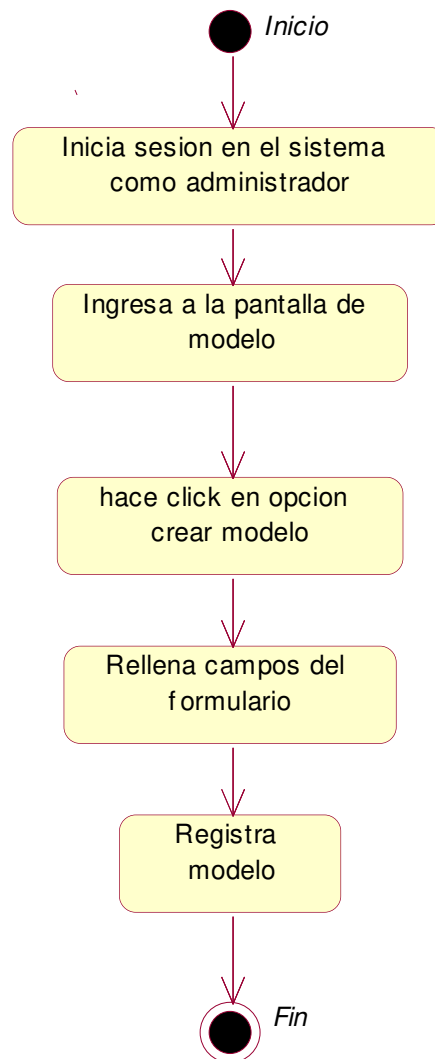 Inicio
Inicia sesion en el sistema
como administrador
Ingresa a la pantalla de
modelo
hace click en opcion
crear modelo
Rellena campos del
formulario
Registra
modelo
Fin